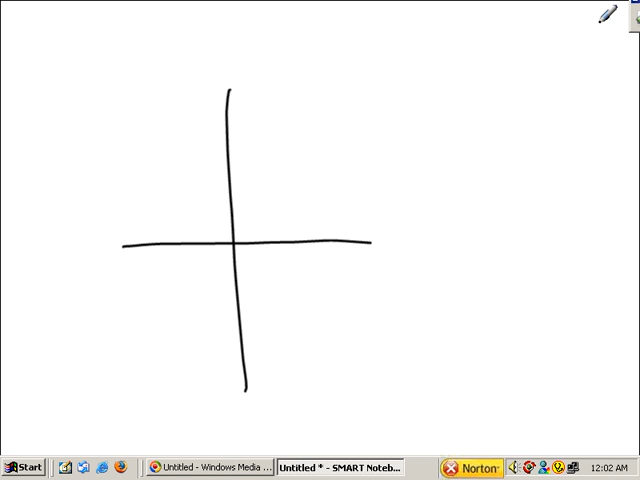 Start
Untitled - Windows Media ...
Untitled * - SMART Noteb...
Norton
12:02 AM